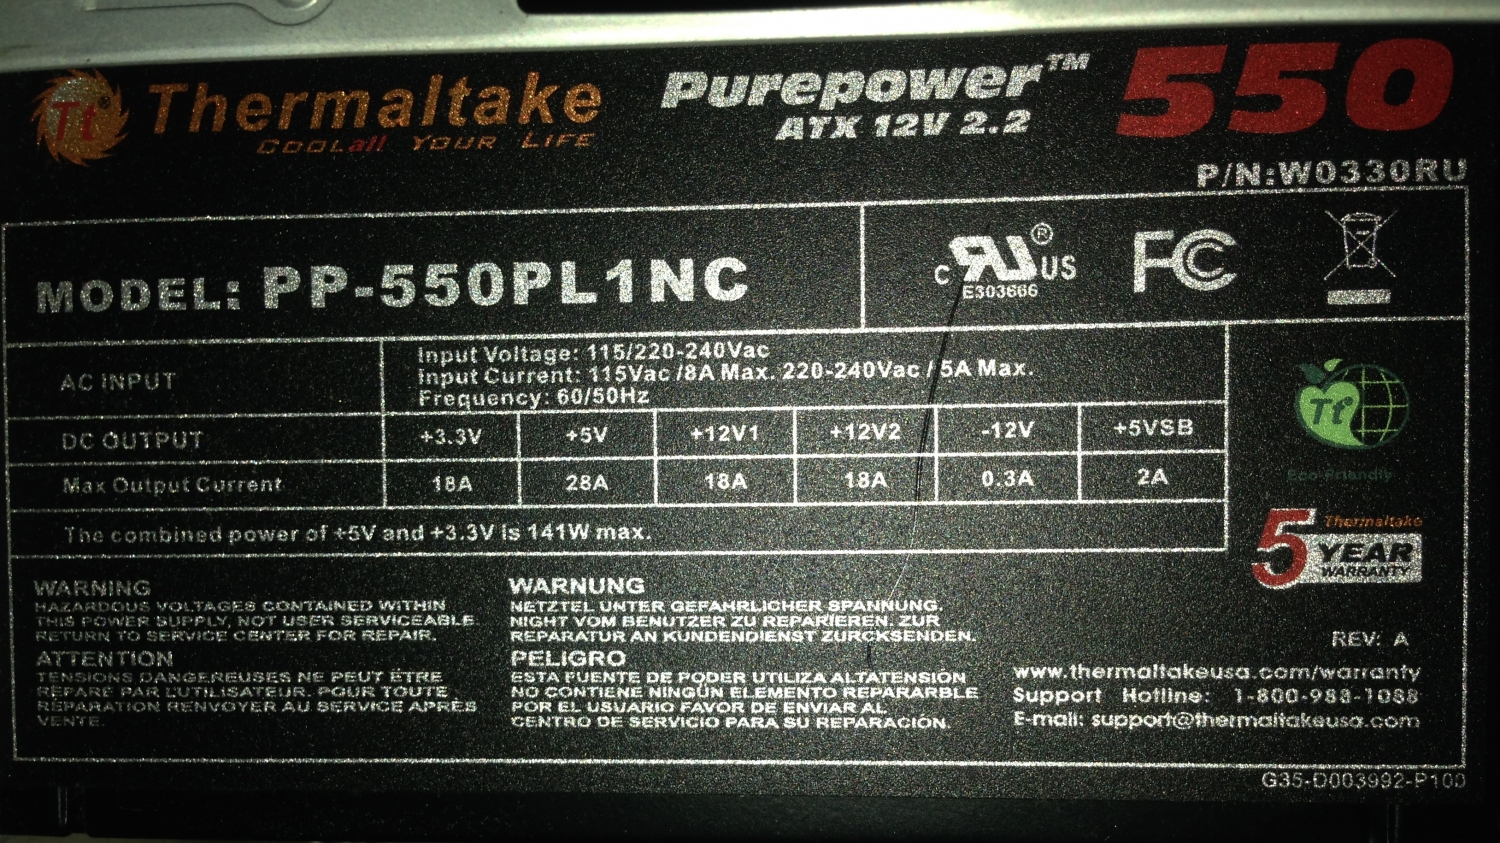 Thermaltake
COOLall YOUR LIFE
Purepower™ 550
ATX 12V 2.2
P/N:W0330RU
MODEL: PP-550PL1NC
c RU® US
E303666
FC
AC INPUT
Input Voltage: 115/220-240Vac
Input Current: 115Vac /8A Max. 220-240Vac / 5A Max.
Frequency: 60/50Hz
DC OUTPUT +3.3V +5V +12V1 +12V2 -12V +5VSB
Max Output Current 18A 28A 18A 18A 0.3A 2A
The combined power of +5V and +3.3V is 141W max.
Tt
Eco-Friendly
Thermaltake
5 YEAR
WARRANTY
WARNING
HAZARDOUS VOLTAGES CONTAINED WITHIN
THIS POWER SUPPLY, NOT USER SERVICEABLE.
RETURN TO SERVICE CENTER FOR REPAIR.
ATTENTION
TENSIONS DANGEREUSES NE PEUT ÊTRE
RÉPARÉ PAR L'UTILISATEUR. POUR TOUTE
RÉPARATION RENVOYER AU SERVICE APRÈS
VENTE.
WARNUNG
NETZTEL UNTER GEFAHRLICHER SPANNUNG.
NIGHT VOM BENUTZER ZU REPARIEREN. ZUR
REPARATUR AN KUNDENDIENST ZURCKSENDEN.
PELIGRO
ESTA FUENTE DE PODER UTILIZA ALTATENSIÓN
NO CONTIENE NINGÚN ELEMENTO REPARARBLE
POR EL USUARIO FAVOR DE ENVIAR AL
CENTRO DE SERVICIO PARA SU REPARACIÓN.
REV: A
www.thermaltakeusa.com/warranty
Support Hotline: 1-800-988-1088
E-mail: support@thermaltakeusa.com
G35-D003992-P100